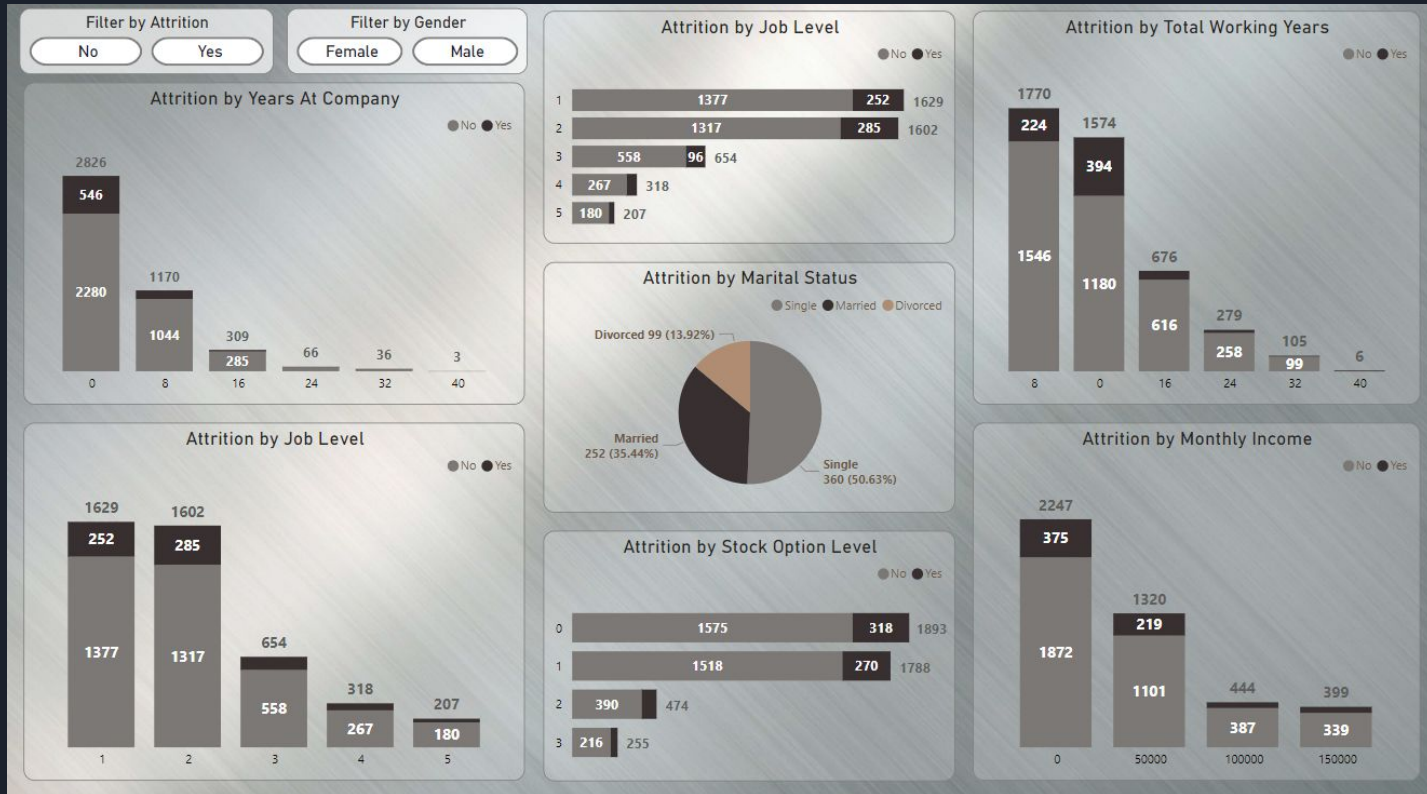 Filter by Attrition
No Yes
Filter by Gender
Female Male
Attrition by Years At Company
No Yes
2826
546
2280
1170
1044
309
285
66
36
3
0 8 16 24 32 40
Attrition by Job Level
No Yes
1629
252
1377
1602
285
1317
654
558
318
267
207
180
1 2 3 4 5
Attrition by Job Level
No Yes
1 1377 252 1629
2 1317 285 1602
3 558 96 654
4 267 318
5 180 207
Attrition by Marital Status
Single Married Divorced
Divorced 99 (13.92%)
Married
252 (35.44%)
Single
360 (50.63%)
Attrition by Stock Option Level
No Yes
0 1575 318 1893
1 1518 270 1788
2 390 474
3 216 255
Attrition by Total Working Years
No Yes
1770
224
1546
1574
394
1180
676
616
279
258
105
99
6
8 0 16 24 32 40
Attrition by Monthly Income
No Yes
2247
375
1872
1320
219
1101
444
387
399
339
0 50000 100000 150000